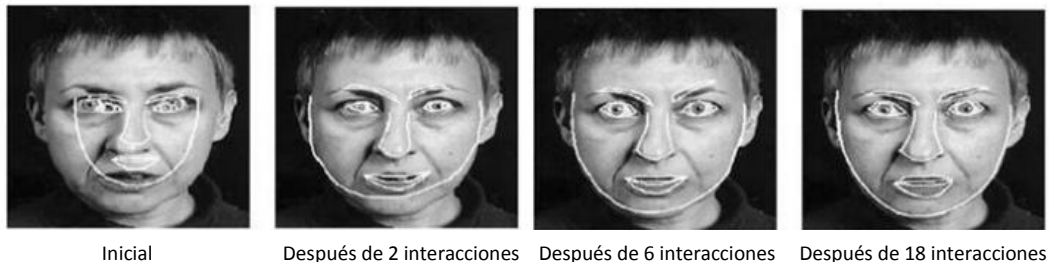 Inicial
Después de 2 interacciones
Después de 6 interacciones
Después de 18 interacciones